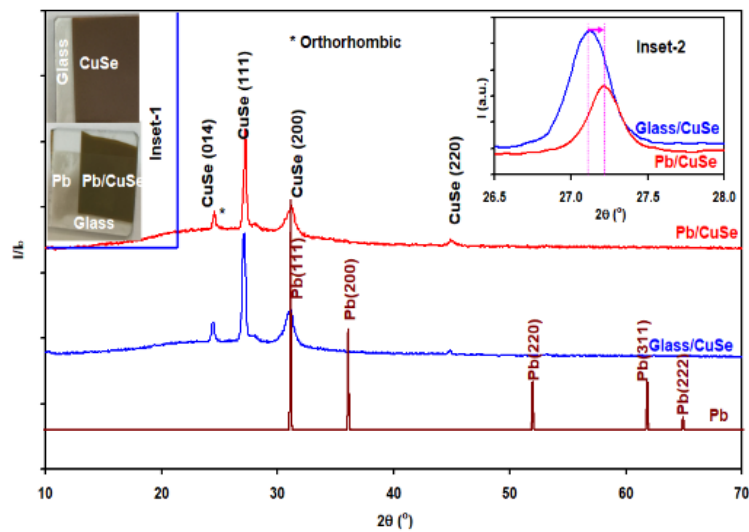 Glass
CuSe
Pb
Pb/CuSe
Glass
Inset-1
* Orthorhombic
CuSe (014)
*
CuSe (111)
CuSe (200)
CuSe (220)
Inset-2
I (a.u.)
Glass/CuSe
Pb/CuSe
26.5 27.0 27.5 28.0
2θ (°)
Pb/CuSe
Pb(111)
Pb(200)
Glass/CuSe
Pb(220)
Pb(311)
Pb(222)
Pb
I/I₀
10 20 30 40 50 60 70
2θ (°)